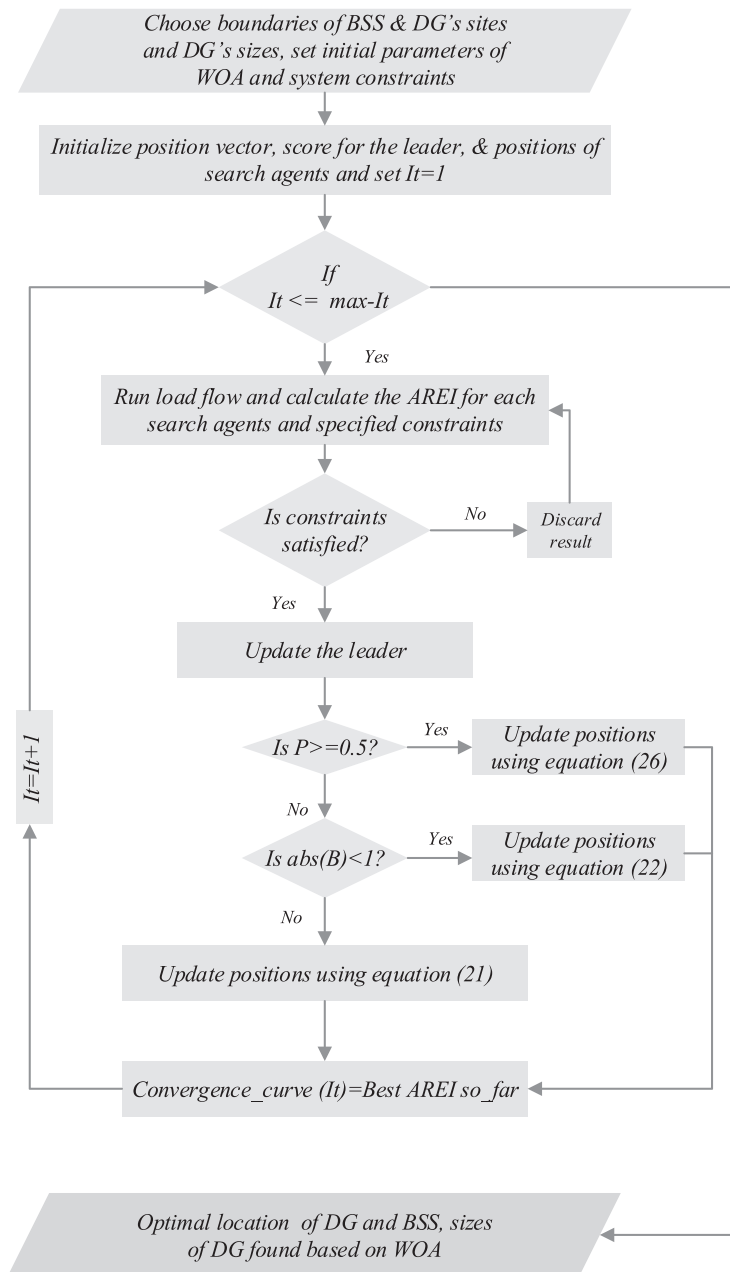 Choose boundaries of BSS & DG's sites
and DG's sizes, set initial parameters of
WOA and system constraints
Initialize position vector, score for the leader, & positions of
search agents and set It=1
If
It <= max-It
Yes
Run load flow and calculate the AREI for each
search agents and specified constraints
Is constraints
satisfied?
No
Discard
result
Yes
Update the leader
Is P>=0.5?
Yes
Update positions
using equation (26)
It=It+1
No
Is abs(B)<1?
Yes
Update positions
using equation (22)
No
Update positions using equation (21)
Convergence_curve (It)=Best AREI so_far
Optimal location of DG and BSS, sizes
of DG found based on WOA